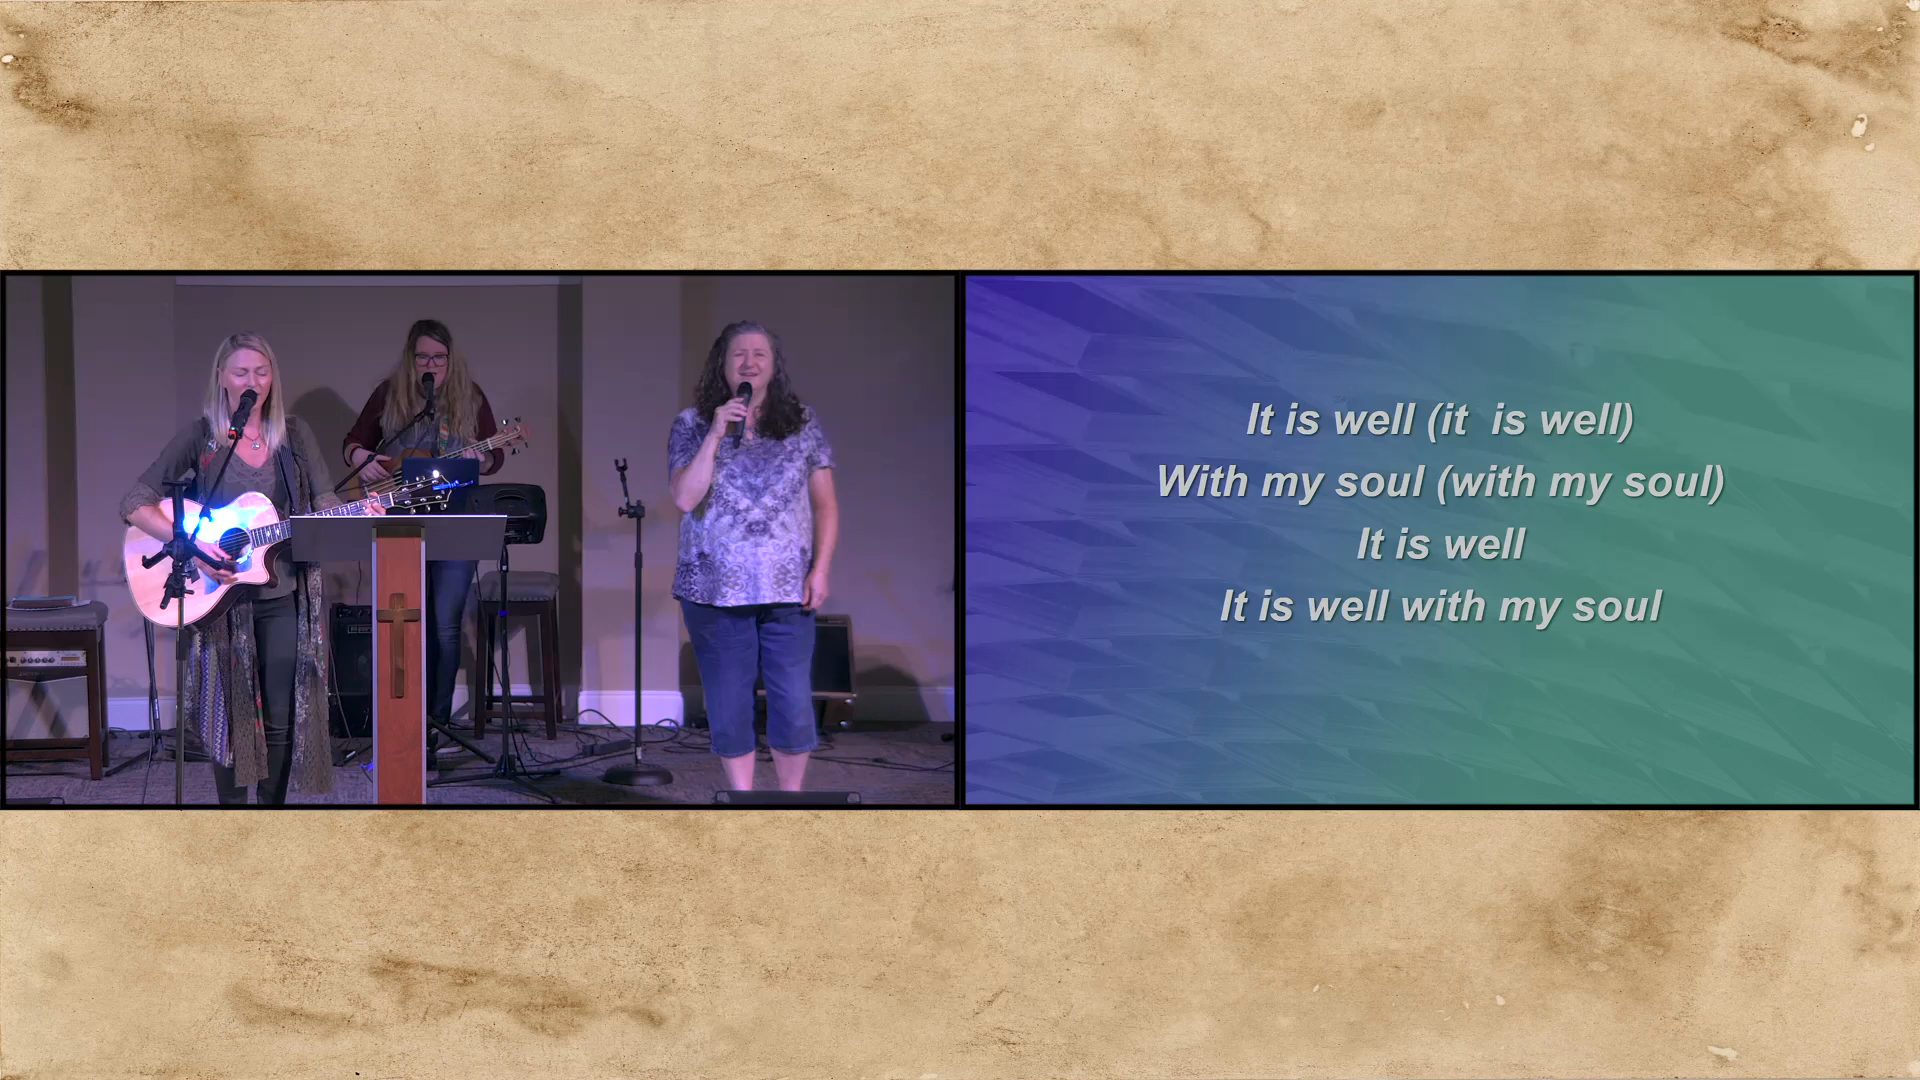 It is well (it  is well)
With my soul (with my soul)
It is well
It is well with my soul